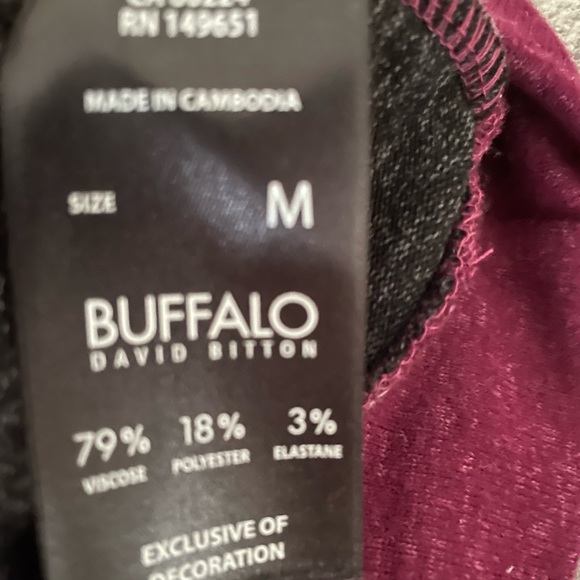 RN 149651
MADE IN CAMBODIA
SIZE M
BUFFALO
DAVID BITTON
79% 18% 3%
VISCOSE POLYESTER ELASTANE
EXCLUSIVE OF
DECORATION